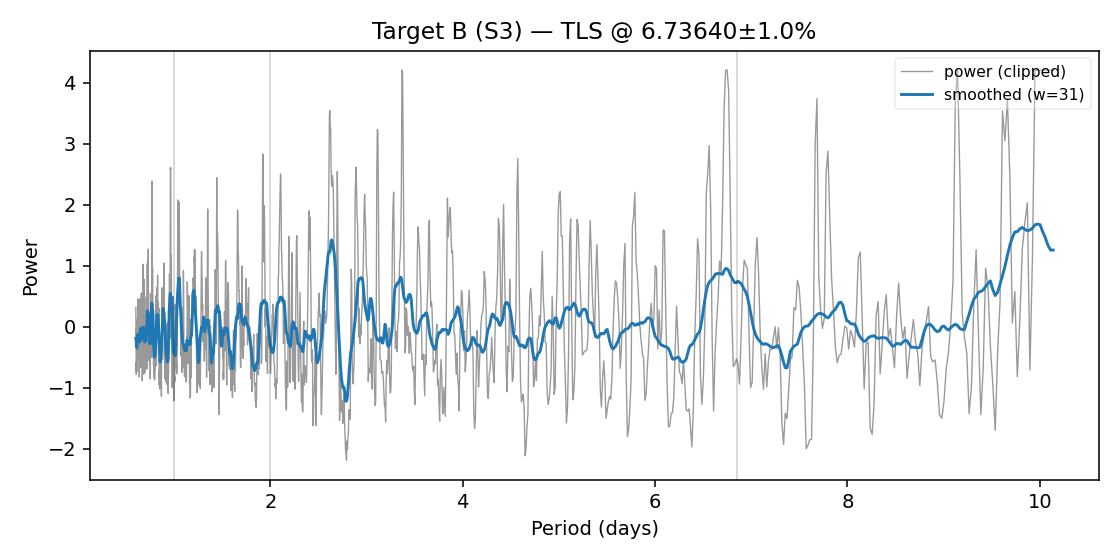 Target B (S3) — TLS @ 6.73640±1.0%
power (clipped)
smoothed (w=31)
Power
4
3
2
1
0
−1
−2
2
4
6
8
10
Period (days)